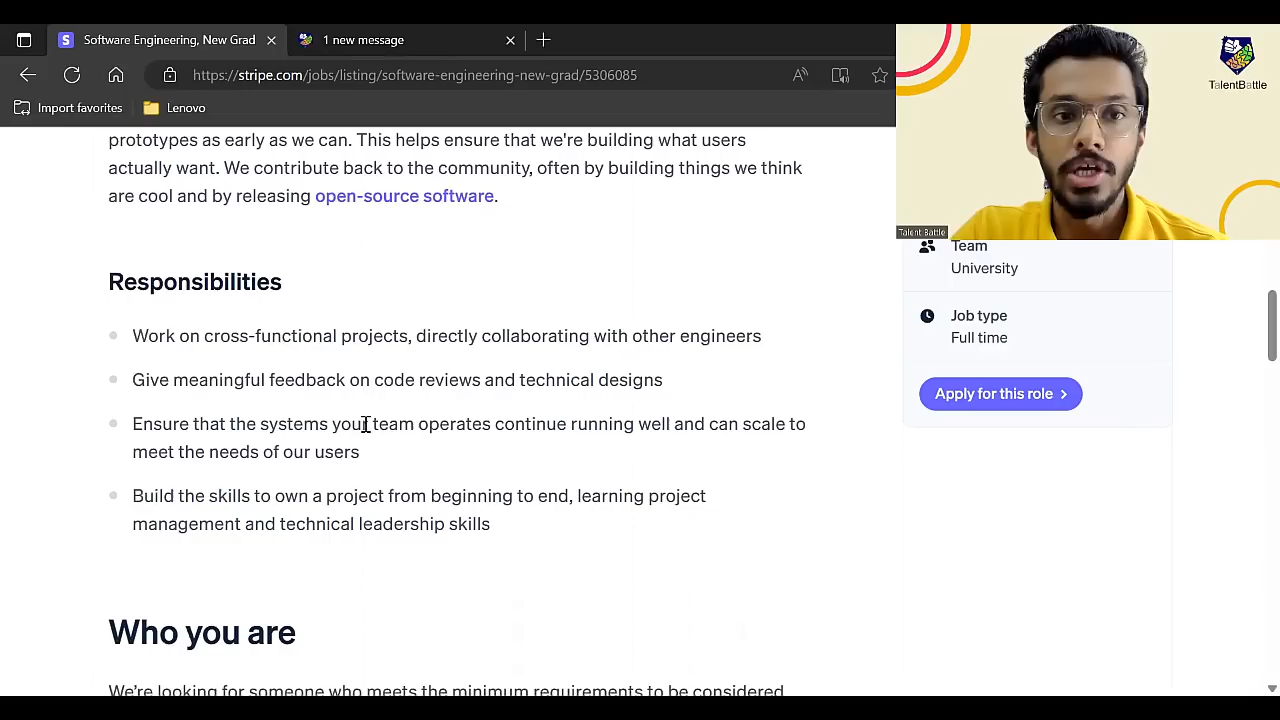 Software Engineering, New Grad
1 new message
https://stripe.com/jobs/listing/software-engineering-new-grad/5306085
Import favorites
Lenovo
TalentBattle
Talent Battle
prototypes as early as we can. This helps ensure that we're building what users
actually want. We contribute back to the community, often by building things we think
are cool and by releasing open-source software.
Team
University
Job type
Full time
Apply for this role
Responsibilities
Work on cross-functional projects, directly collaborating with other engineers
Give meaningful feedback on code reviews and technical designs
Ensure that the systems your team operates continue running well and can scale to
meet the needs of our users
Build the skills to own a project from beginning to end, learning project
management and technical leadership skills
Who you are
We're looking for someone who meets the minimum requirements to be considered